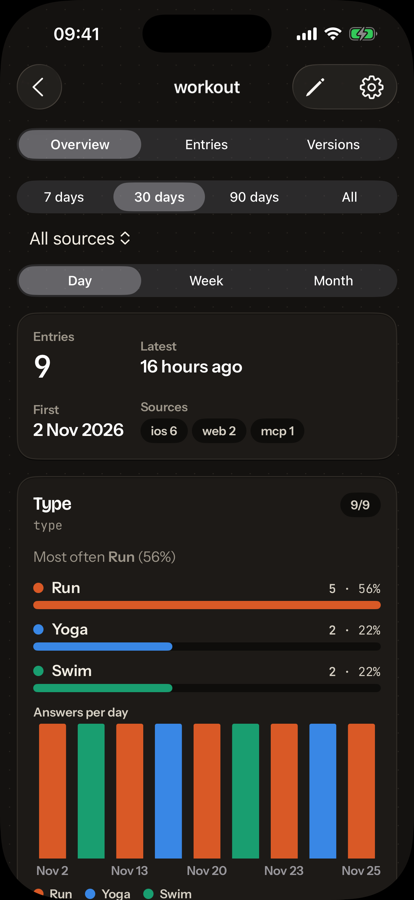 09:41
workout
Overview Entries Versions
7 days 30 days 90 days All
All sources
Day Week Month
Entries
9
Latest
16 hours ago
First
2 Nov 2026
Sources
ios 6 web 2 mcp 1
Type 9/9
type
Most often Run (56%)
Run 5 · 56%
Yoga 2 · 22%
Swim 2 · 22%
Answers per day
Nov 2 Nov 13 Nov 20 Nov 23 Nov 25
Run Yoga Swim